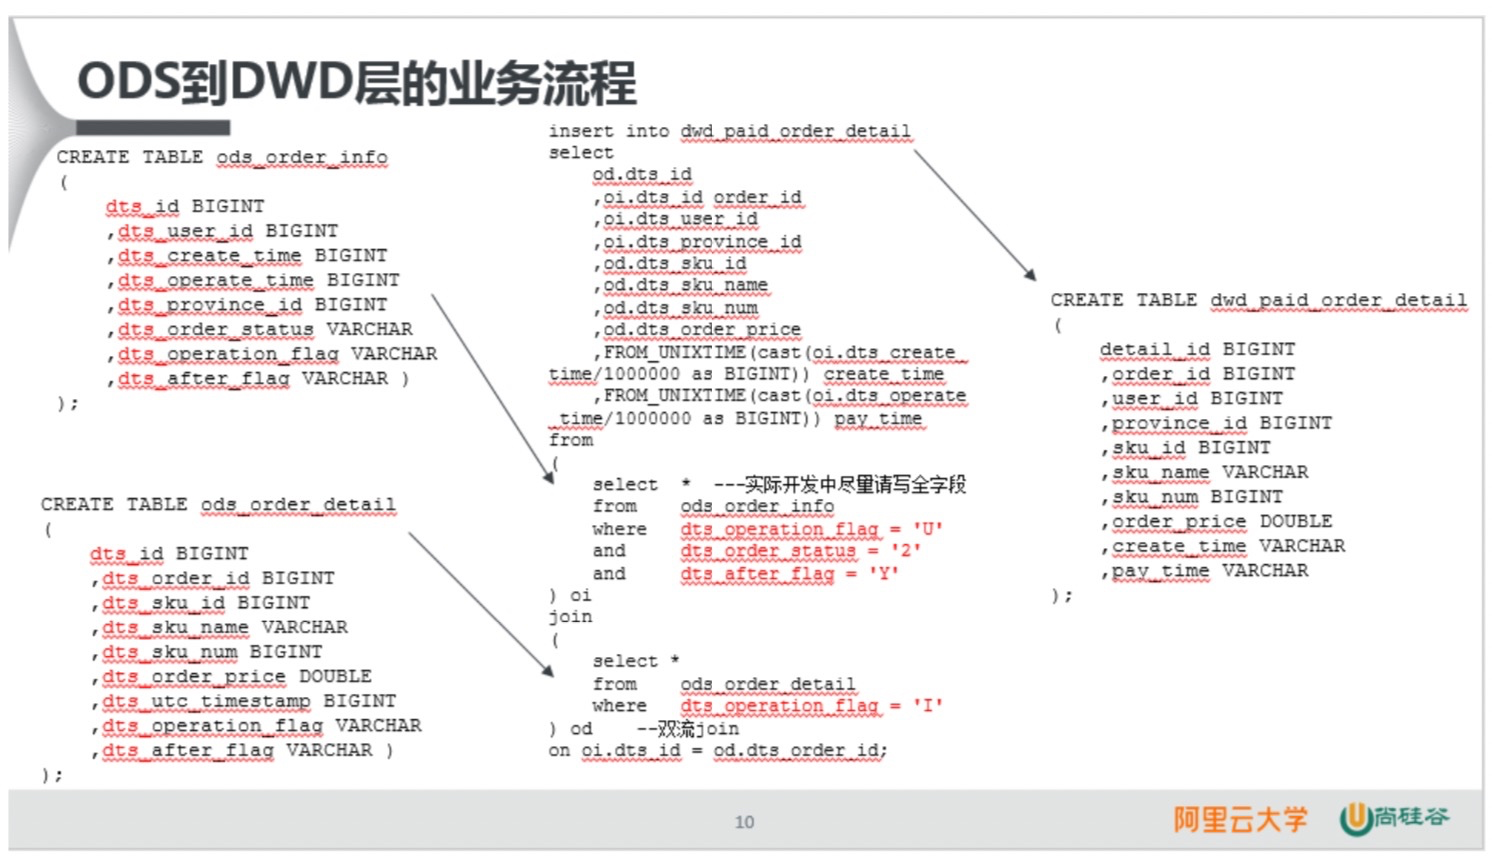 ODS到DWD层的业务流程
CREATE TABLE ods_order_info
(
dts_id BIGINT
,dts_user_id BIGINT
,dts_create_time BIGINT
,dts_operate_time BIGINT
,dts_province_id BIGINT
,dts_order_status VARCHAR
,dts_operation_flag VARCHAR
,dts_after_flag VARCHAR )
);
CREATE TABLE ods_order_detail
(
dts_id BIGINT
,dts_order_id BIGINT
,dts_sku_id BIGINT
,dts_sku_name VARCHAR
,dts_sku_num BIGINT
,dts_order_price DOUBLE
,dts_utc_timestamp BIGINT
,dts_operation_flag VARCHAR
,dts_after_flag VARCHAR )
);
insert into dwd_paid_order_detail
select
od.dts_id
,oi.dts_id order_id
,oi.dts_user_id
,oi.dts_province_id
,od.dts_sku_id
,od.dts_sku_name
,od.dts_sku_num
,od.dts_order_price
,FROM_UNIXTIME(cast(oi.dts_create_
time/1000000 as BIGINT)) create_time
,FROM_UNIXTIME(cast(oi.dts_operate
_time/1000000 as BIGINT)) pay_time
from
(
select * ---实际开发中尽量请写全字段
from ods_order_info
where dts_operation_flag = 'U'
and dts_order_status = '2'
and dts_after_flag = 'Y'
) oi
join
(
select *
from ods_order_detail
where dts_operation_flag = 'I'
) od --双流join
on oi.dts_id = od.dts_order_id;
CREATE TABLE dwd_paid_order_detail
(
detail_id BIGINT
,order_id BIGINT
,user_id BIGINT
,province_id BIGINT
,sku_id BIGINT
,sku_name VARCHAR
,sku_num BIGINT
,order_price DOUBLE
,create_time VARCHAR
,pay_time VARCHAR
);
10
阿里云大学
U尚硅谷